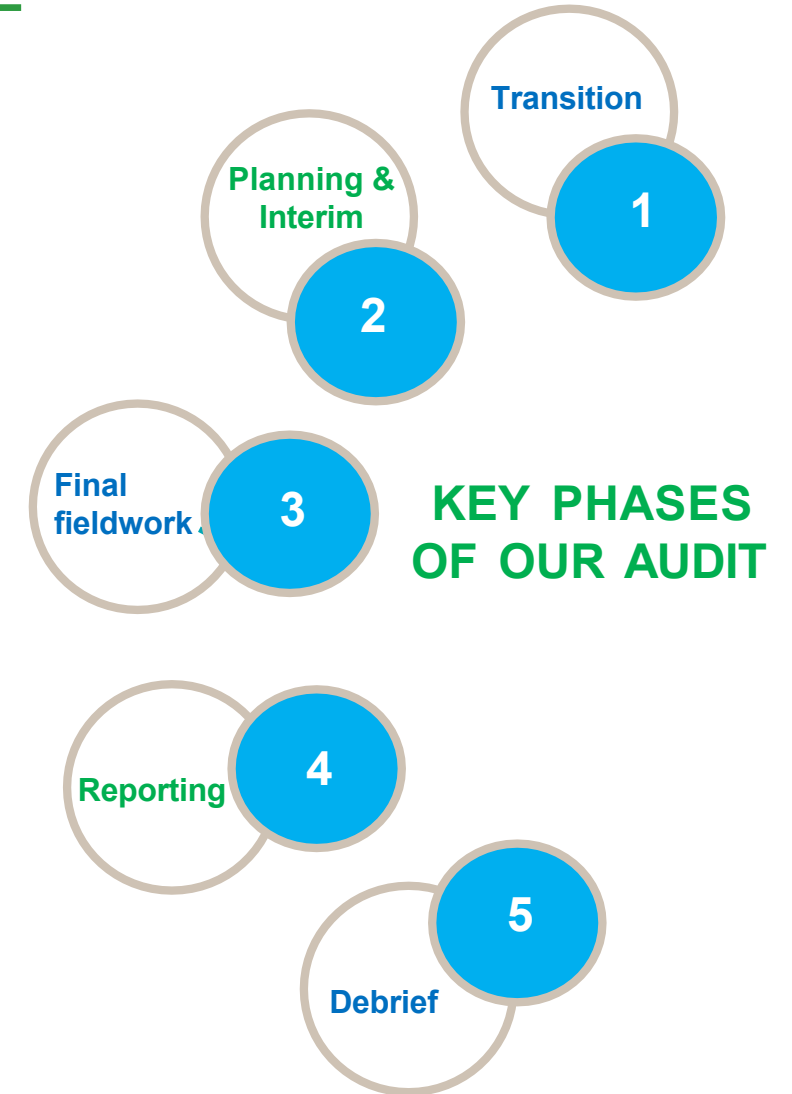 Transition
1
Planning &
Interim
2
Final
fieldwork
3
KEY PHASES
OF OUR AUDIT
Reporting
4
5
Debrief